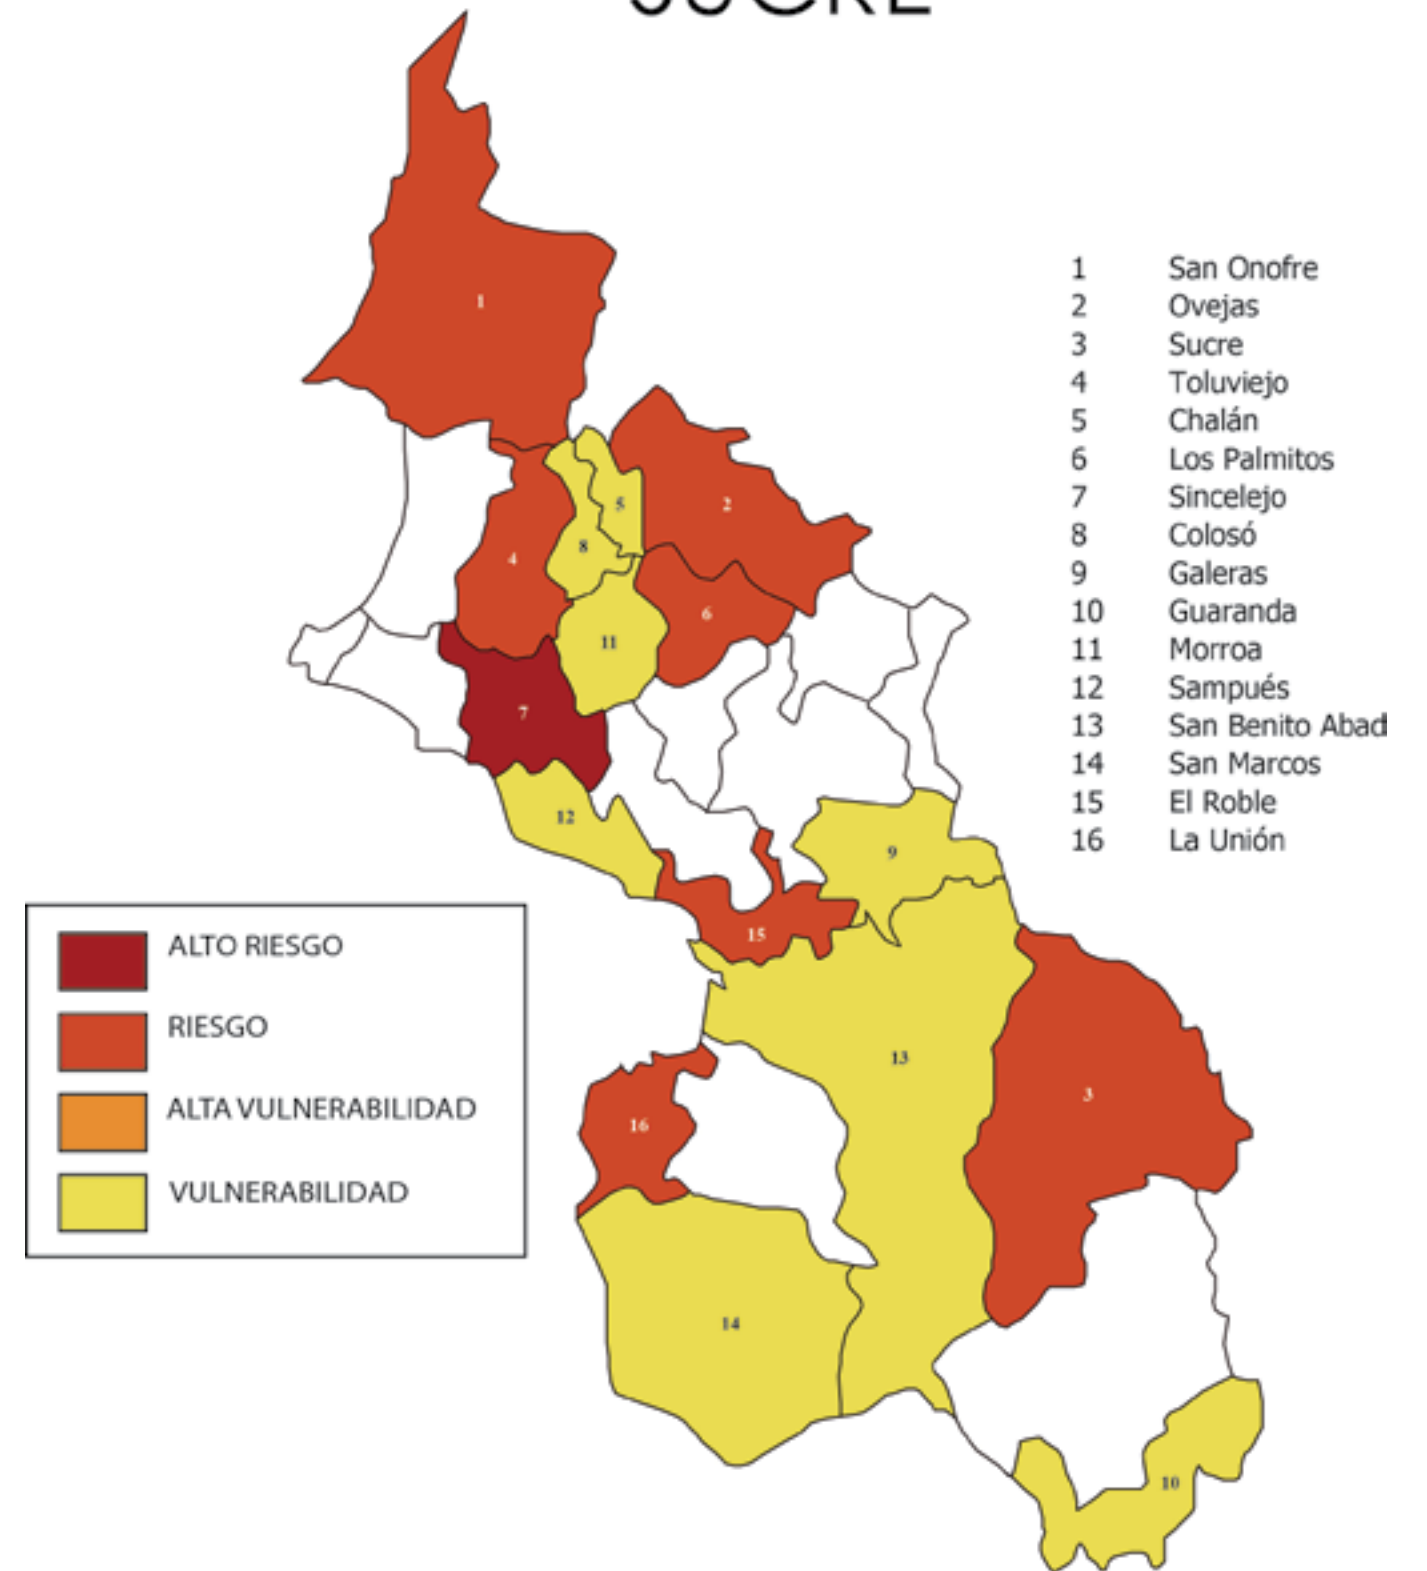 SUCRE
1 San Onofre
2 Ovejas
3 Sucre
4 Toluviejo
5 Chalán
6 Los Palmitos
7 Sincelejo
8 Colosó
9 Galeras
10 Guaranda
11 Morroa
12 Sampués
13 San Benito Abad
14 San Marcos
15 El Roble
16 La Unión
1
2
5
8
4
6
11
7
12
9
15
13
3
16
14
10
ALTO RIESGO
RIESGO
ALTA VULNERABILIDAD
VULNERABILIDAD